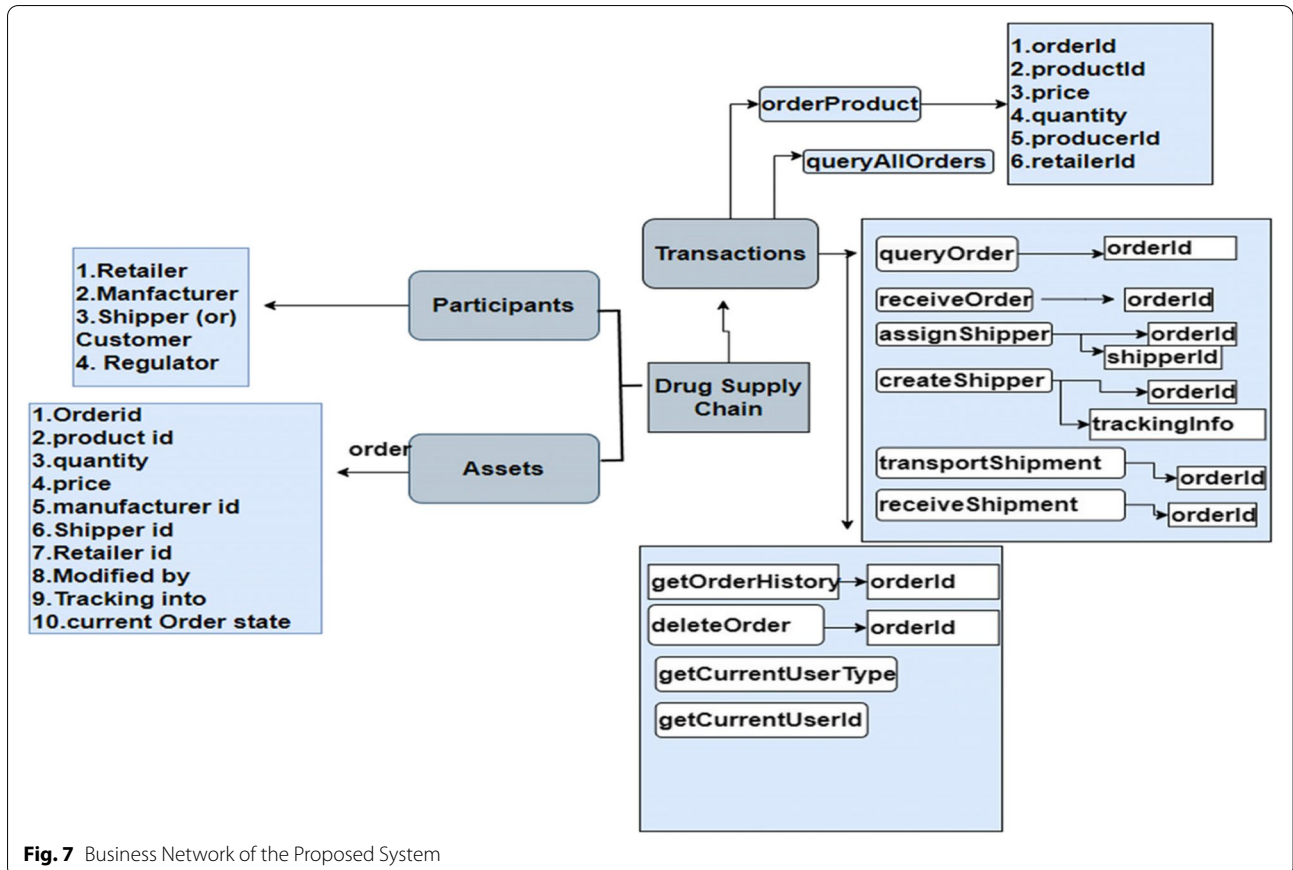 1.orderId
2.productId
3.price
4.quantity
5.producerId
6.retailerId
orderProduct
queryAllOrders
Transactions
queryOrder
orderId
receiveOrder
orderId
assignShipper
orderId
shipperId
createShipper
orderId
trackingInfo
transportShipment
orderId
receiveShipment
orderId
1.Retailer
2.Manfacturer
3.Shipper (or)
Customer
4. Regulator
Participants
Drug Supply
Chain
1.Orderid
2.product id
3.quantity
4.price
5.manufacturer id
6.Shipper id
7.Retailer id
8.Modified by
9.Tracking into
10.current Order state
order
Assets
getOrderHistory
orderId
deleteOrder
orderId
getCurrentUserType
getCurrentUserId
Fig. 7 Business Network of the Proposed System